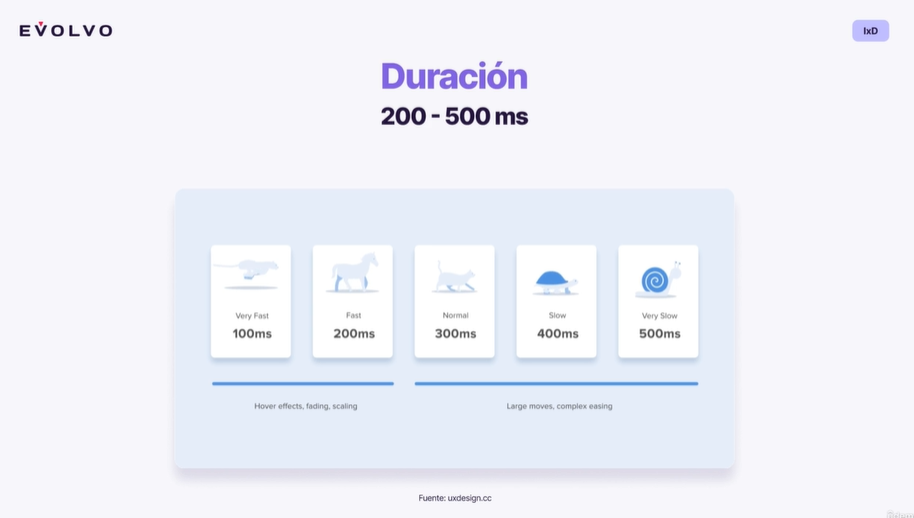 EVOLVO
IxD
Duración
200 - 500 ms
Very Fast
100ms
Fast
200ms
Normal
300ms
Slow
400ms
Very Slow
500ms
Hover effects, fading, scaling
Large moves, complex easing
Fuente: uxdesign.cc